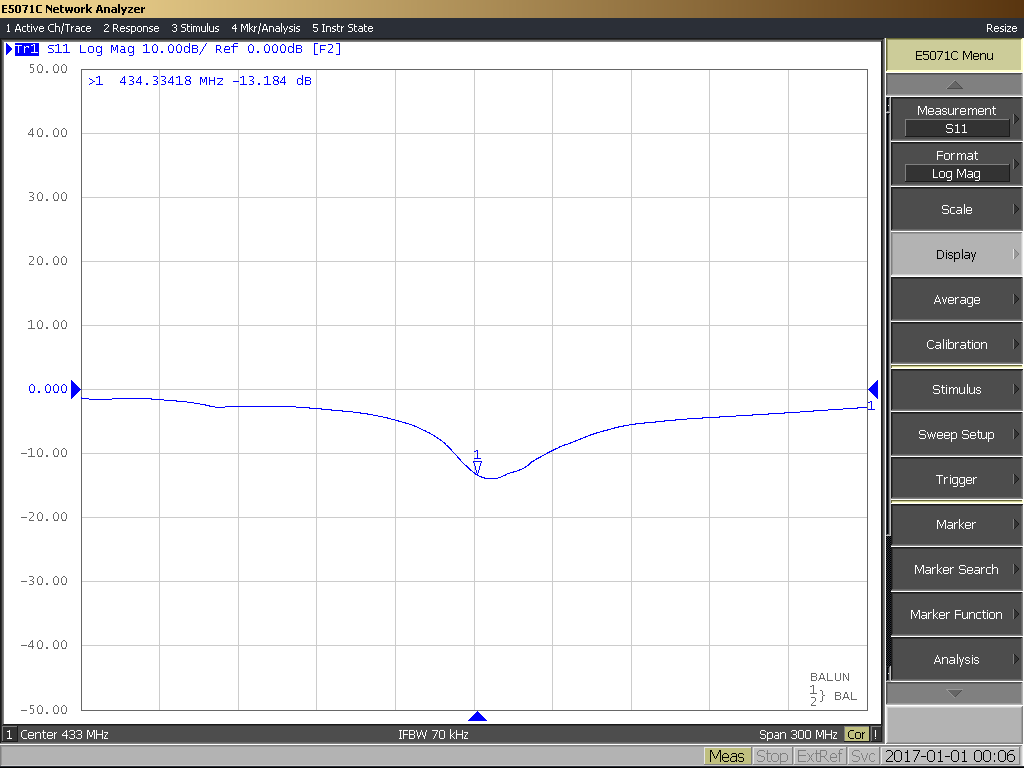 E5071C Network Analyzer
1 Active Ch/Trace 2 Response 3 Stimulus 4 Mkr/Analysis 5 Instr State Resize
Tr1 S11 Log Mag 10.00dB/ Ref 0.000dB [F2]
E5071C Menu
50.00
>1 434.33418 MHz -13.184 dB
Measurement
S11
40.00
Format
Log Mag
30.00
Scale
20.00
Display
10.00
Average
Calibration
0.000
Stimulus
1
-10.00
1
Sweep Setup
Trigger
-20.00
Marker
-30.00
Marker Search
Marker Function
-40.00
Analysis
BALUN
1
2 } BAL
-50.00
1 Center 433 MHz IFBW 70 kHz Span 300 MHz Cor !
Meas Stop ExtRef Svc 2017-01-01 00:06